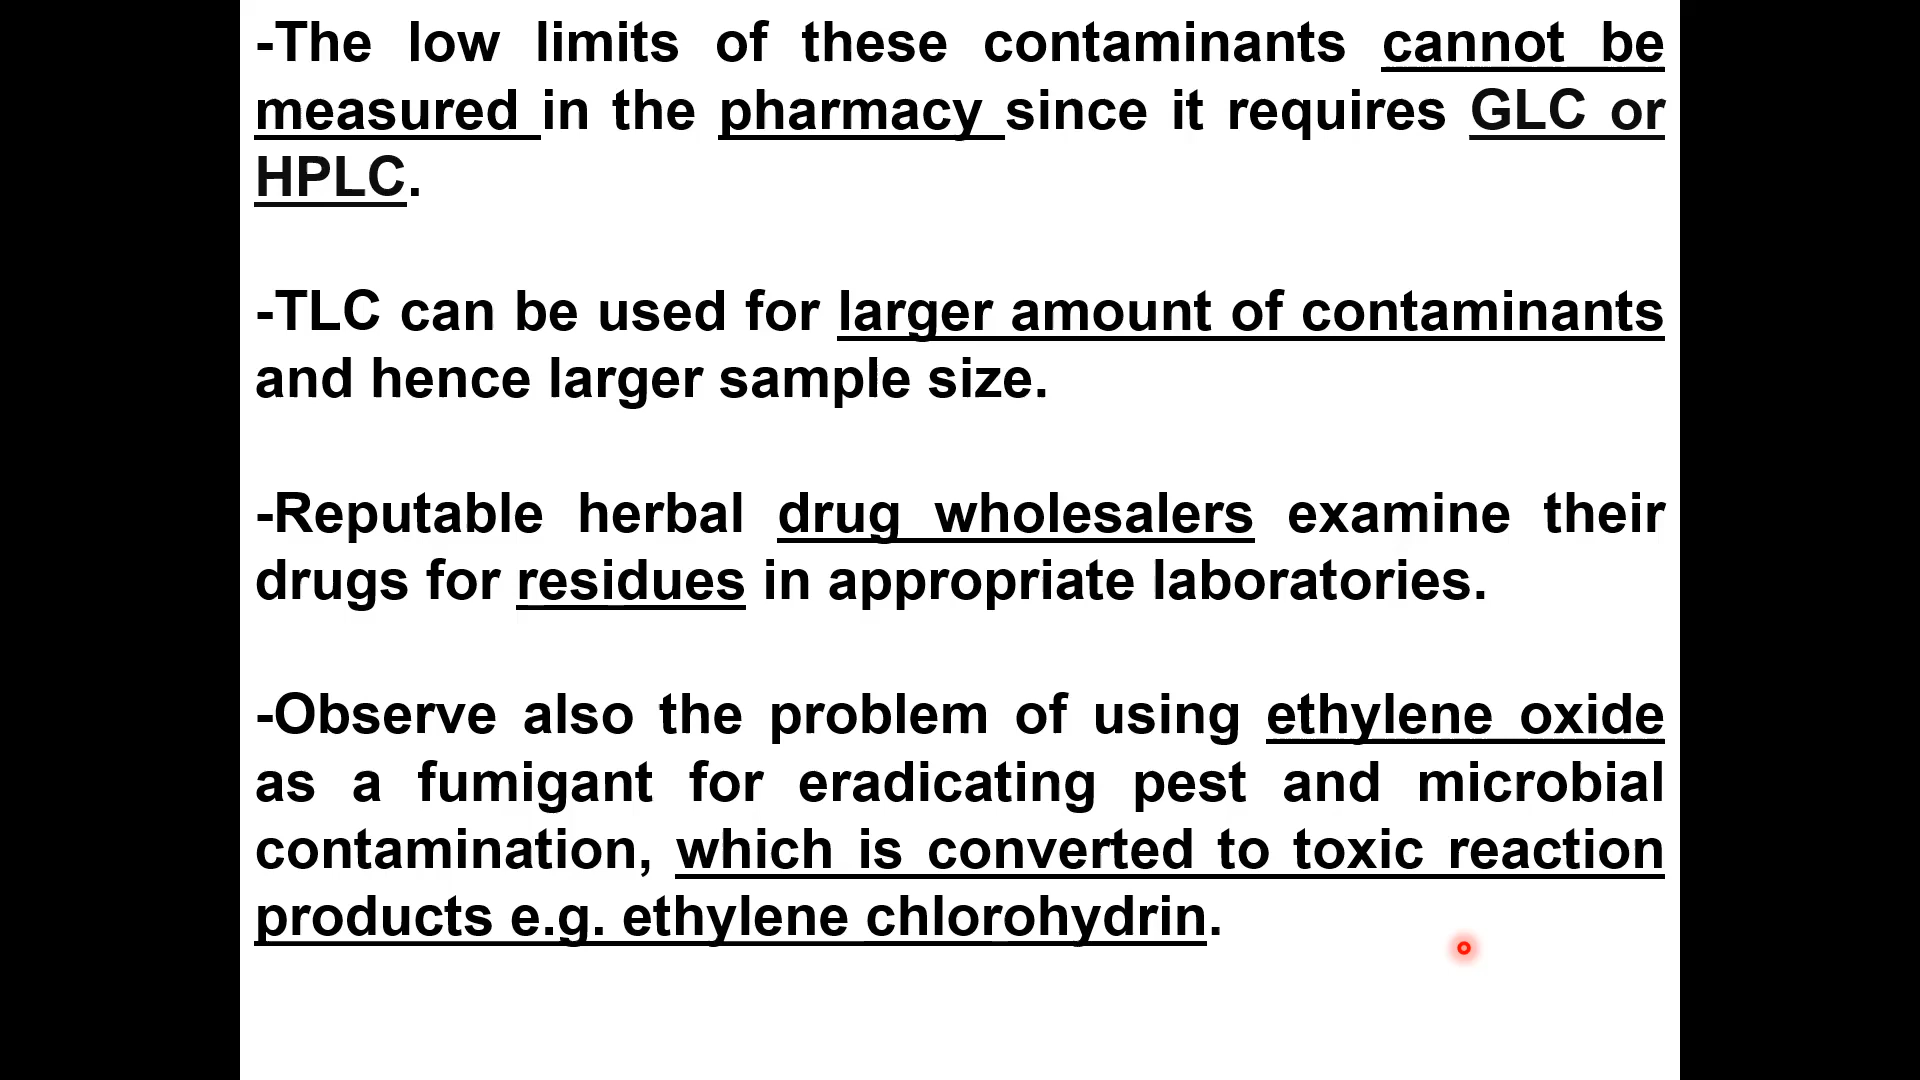 -The low limits of these contaminants cannot be
measured in the pharmacy since it requires GLC or
HPLC.
-TLC can be used for larger amount of contaminants
and hence larger sample size.
-Reputable herbal drug wholesalers examine their
drugs for residues in appropriate laboratories.
-Observe also the problem of using ethylene oxide
as a fumigant for eradicating pest and microbial
contamination, which is converted to toxic reaction
products e.g. ethylene chlorohydrin.